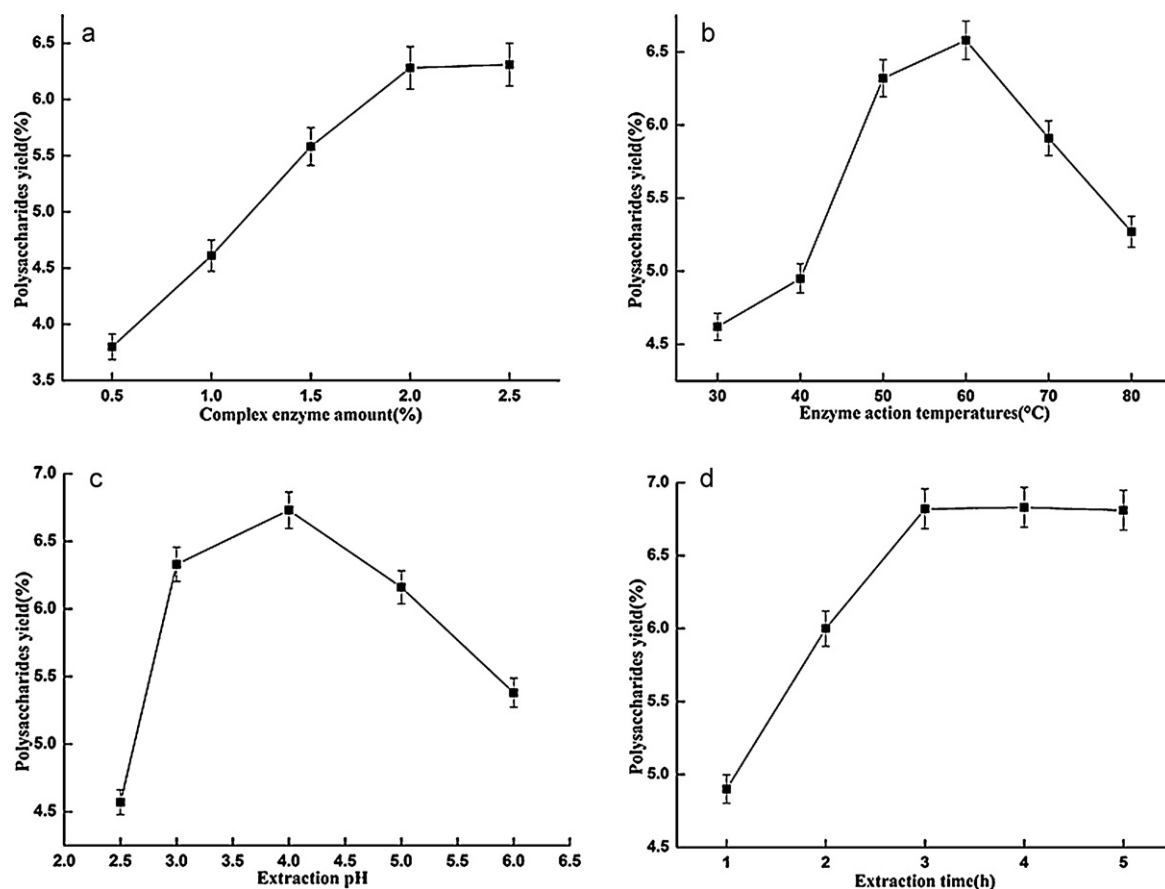 a
6.5
6.0
5.5
5.0
4.5
4.0
3.5
Polysaccharides yield(%)
0.5 1.0 1.5 2.0 2.5
Complex enzyme amount(%)
b
6.5
6.0
5.5
5.0
4.5
Polysaccharides yield(%)
30 40 50 60 70 80
Enzyme action temperatures(°C)
c
7.0
6.5
6.0
5.5
5.0
4.5
Polysaccharides yield(%)
2.0 2.5 3.0 3.5 4.0 4.5 5.0 5.5 6.0 6.5
Extraction pH
d
7.0
6.5
6.0
5.5
5.0
4.5
Polysaccharides yield(%)
1 2 3 4 5
Extraction time(h)